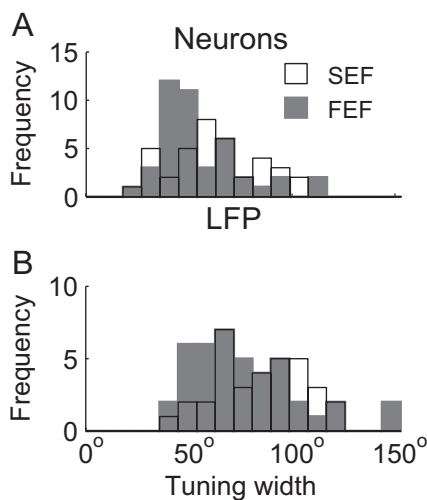 A
Neurons
15
10
5
0
Frequency
SEF
FEF
LFP
B
10
5
0
Frequency
0° 50° 100° 150°
Tuning width